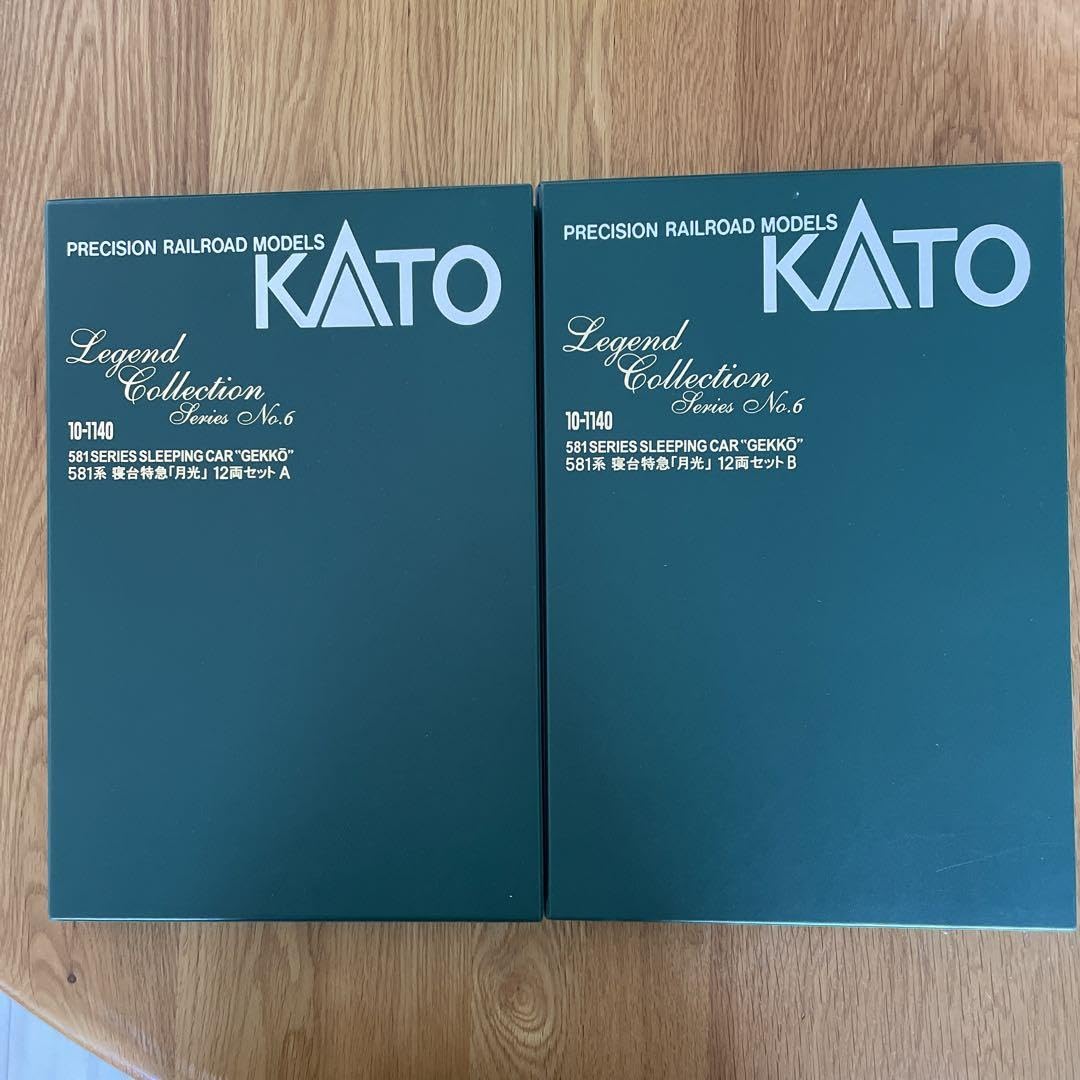 PRECISION RAILROAD MODELS
KATO
Legend
Collection
Series No.6
10-1140
581 SERIES SLEEPING CAR "GEKKŌ"
581系 寝台特急「月光」 12両セット A
PRECISION RAILROAD MODELS
KATO
Legend
Collection
Series No.6
10-1140
581 SERIES SLEEPING CAR "GEKKŌ"
581系 寝台特急「月光」 12両セット B